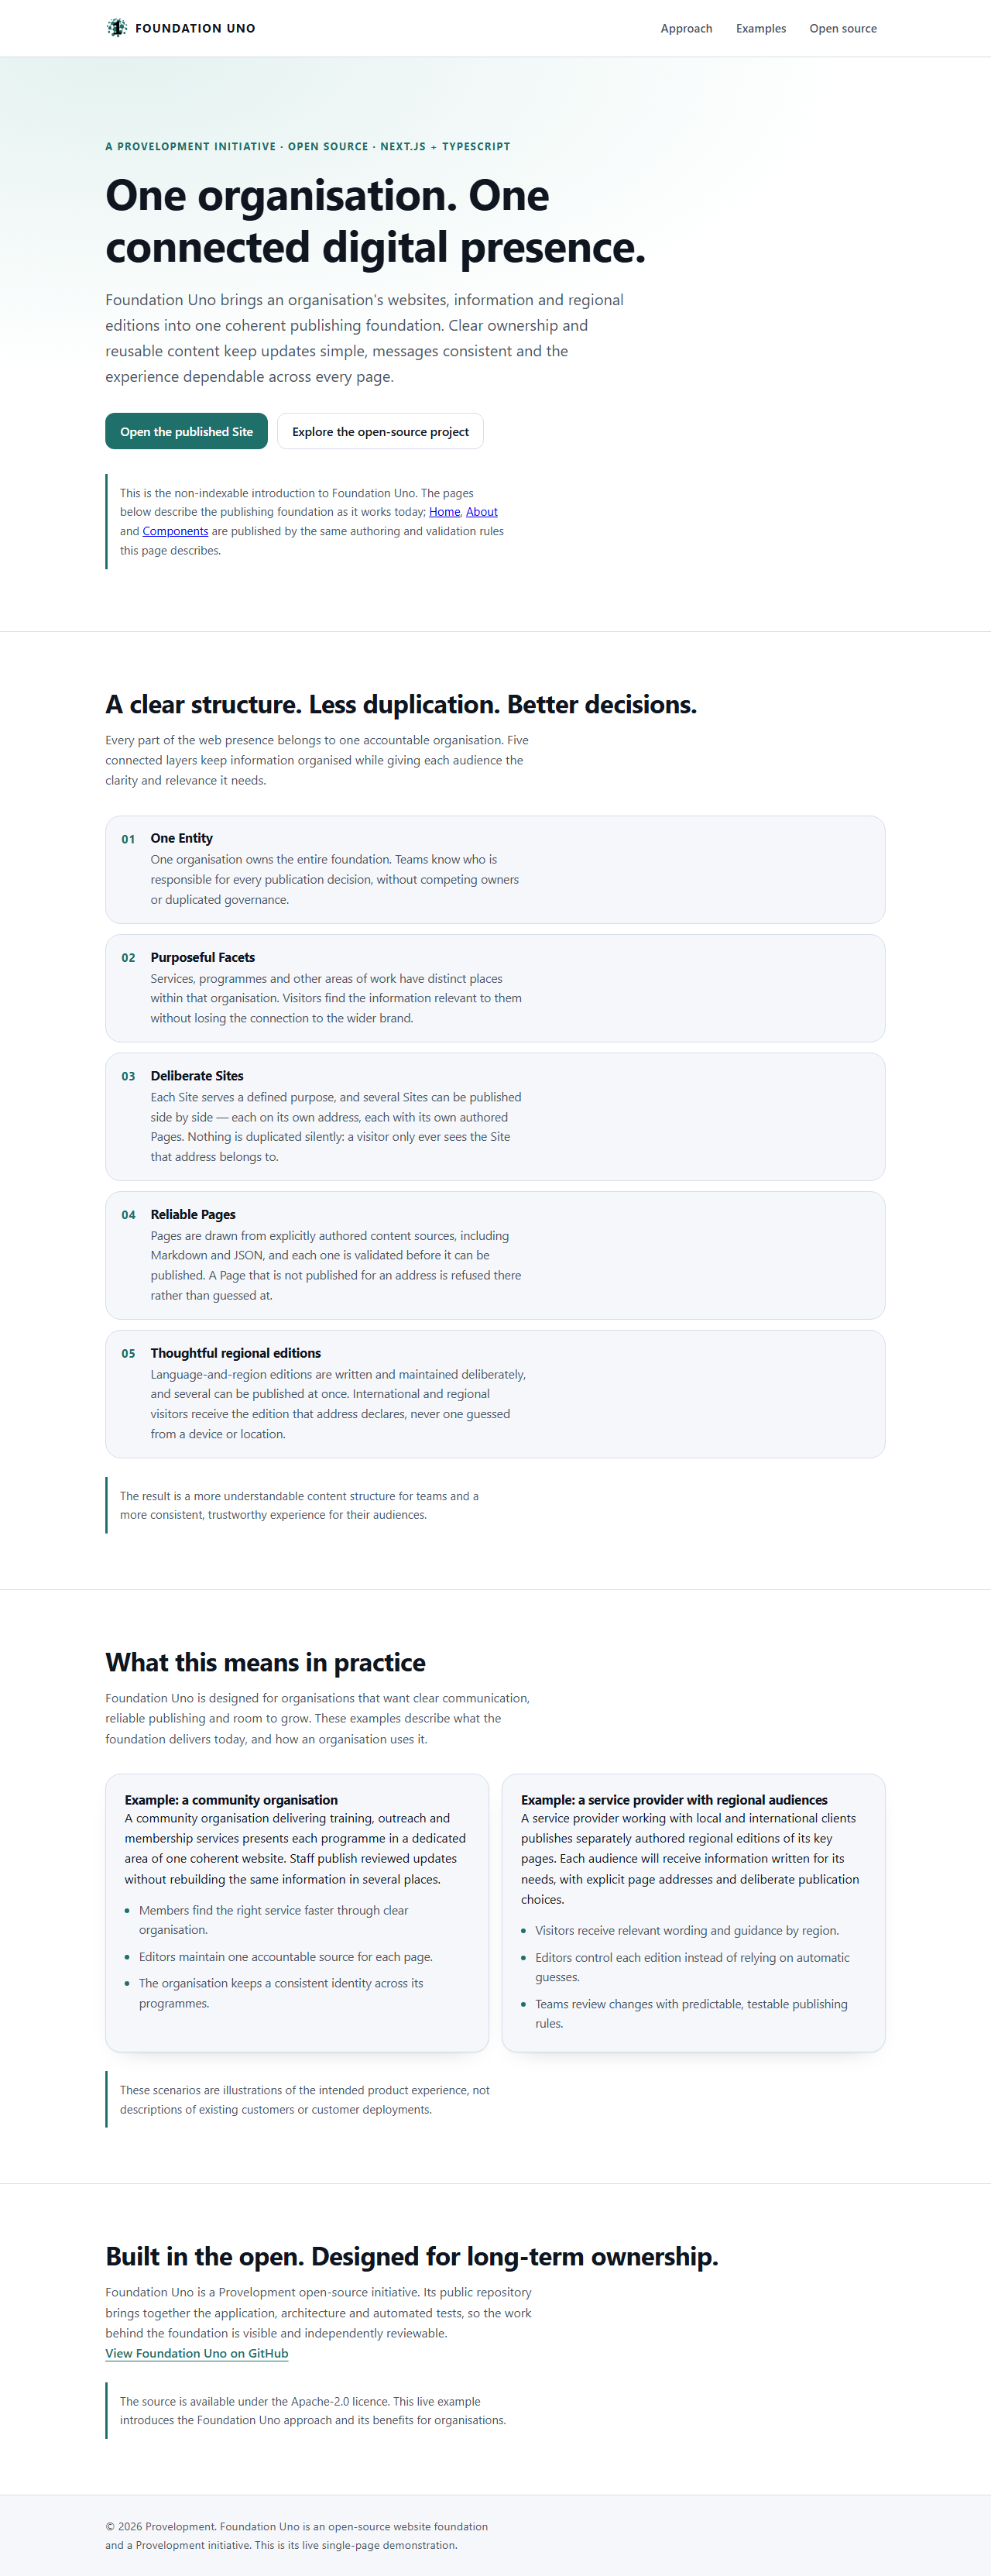 FOUNDATION UNO
Approach
Examples
Open source
A PROVELOPMENT INITIATIVE · OPEN SOURCE · NEXT.JS + TYPESCRIPT
One organisation. One
connected digital presence.
Foundation Uno brings an organisation's websites, information and regional
editions into one coherent publishing foundation. Clear ownership and
reusable content keep updates simple, messages consistent and the
experience dependable across every page.
Open the published Site
Explore the open-source project
This is the non-indexable introduction to Foundation Uno. The pages
below describe the publishing foundation as it works today; Home, About
and Components are published by the same authoring and validation rules
this page describes.
A clear structure. Less duplication. Better decisions.
Every part of the web presence belongs to one accountable organisation. Five
connected layers keep information organised while giving each audience the
clarity and relevance it needs.
01 One Entity
One organisation owns the entire foundation. Teams know who is
responsible for every publication decision, without competing owners
or duplicated governance.
02 Purposeful Facets
Services, programmes and other areas of work have distinct places
within that organisation. Visitors find the information relevant to them
without losing the connection to the wider brand.
03 Deliberate Sites
Each Site serves a defined purpose, and several Sites can be published
side by side — each on its own address, each with its own authored
Pages. Nothing is duplicated silently: a visitor only ever sees the Site
that address belongs to.
04 Reliable Pages
Pages are drawn from explicitly authored content sources, including
Markdown and JSON, and each one is validated before it can be
published. A Page that is not published for an address is refused there
rather than guessed at.
05 Thoughtful regional editions
Language-and-region editions are written and maintained deliberately,
and several can be published at once. International and regional
visitors receive the edition that address declares, never one guessed
from a device or location.
The result is a more understandable content structure for teams and a
more consistent, trustworthy experience for their audiences.
What this means in practice
Foundation Uno is designed for organisations that want clear communication,
reliable publishing and room to grow. These examples describe what the
foundation delivers today, and how an organisation uses it.
Example: a community organisation
A community organisation delivering training, outreach and
membership services presents each programme in a dedicated
area of one coherent website. Staff publish reviewed updates
without rebuilding the same information in several places.
Members find the right service faster through clear
organisation.
Editors maintain one accountable source for each page.
The organisation keeps a consistent identity across its
programmes.
Example: a service provider with regional audiences
A service provider working with local and international clients
publishes separately authored regional editions of its key
pages. Each audience will receive information written for its
needs, with explicit page addresses and deliberate publication
choices.
Visitors receive relevant wording and guidance by region.
Editors control each edition instead of relying on automatic
guesses.
Teams review changes with predictable, testable publishing
rules.
These scenarios are illustrations of the intended product experience, not
descriptions of existing customers or customer deployments.
Built in the open. Designed for long-term ownership.
Foundation Uno is a Provelopment open-source initiative. Its public repository
brings together the application, architecture and automated tests, so the work
behind the foundation is visible and independently reviewable.
View Foundation Uno on GitHub
The source is available under the Apache-2.0 licence. This live example
introduces the Foundation Uno approach and its benefits for organisations.
© 2026 Provelopment. Foundation Uno is an open-source website foundation
and a Provelopment initiative. This is its live single-page demonstration.